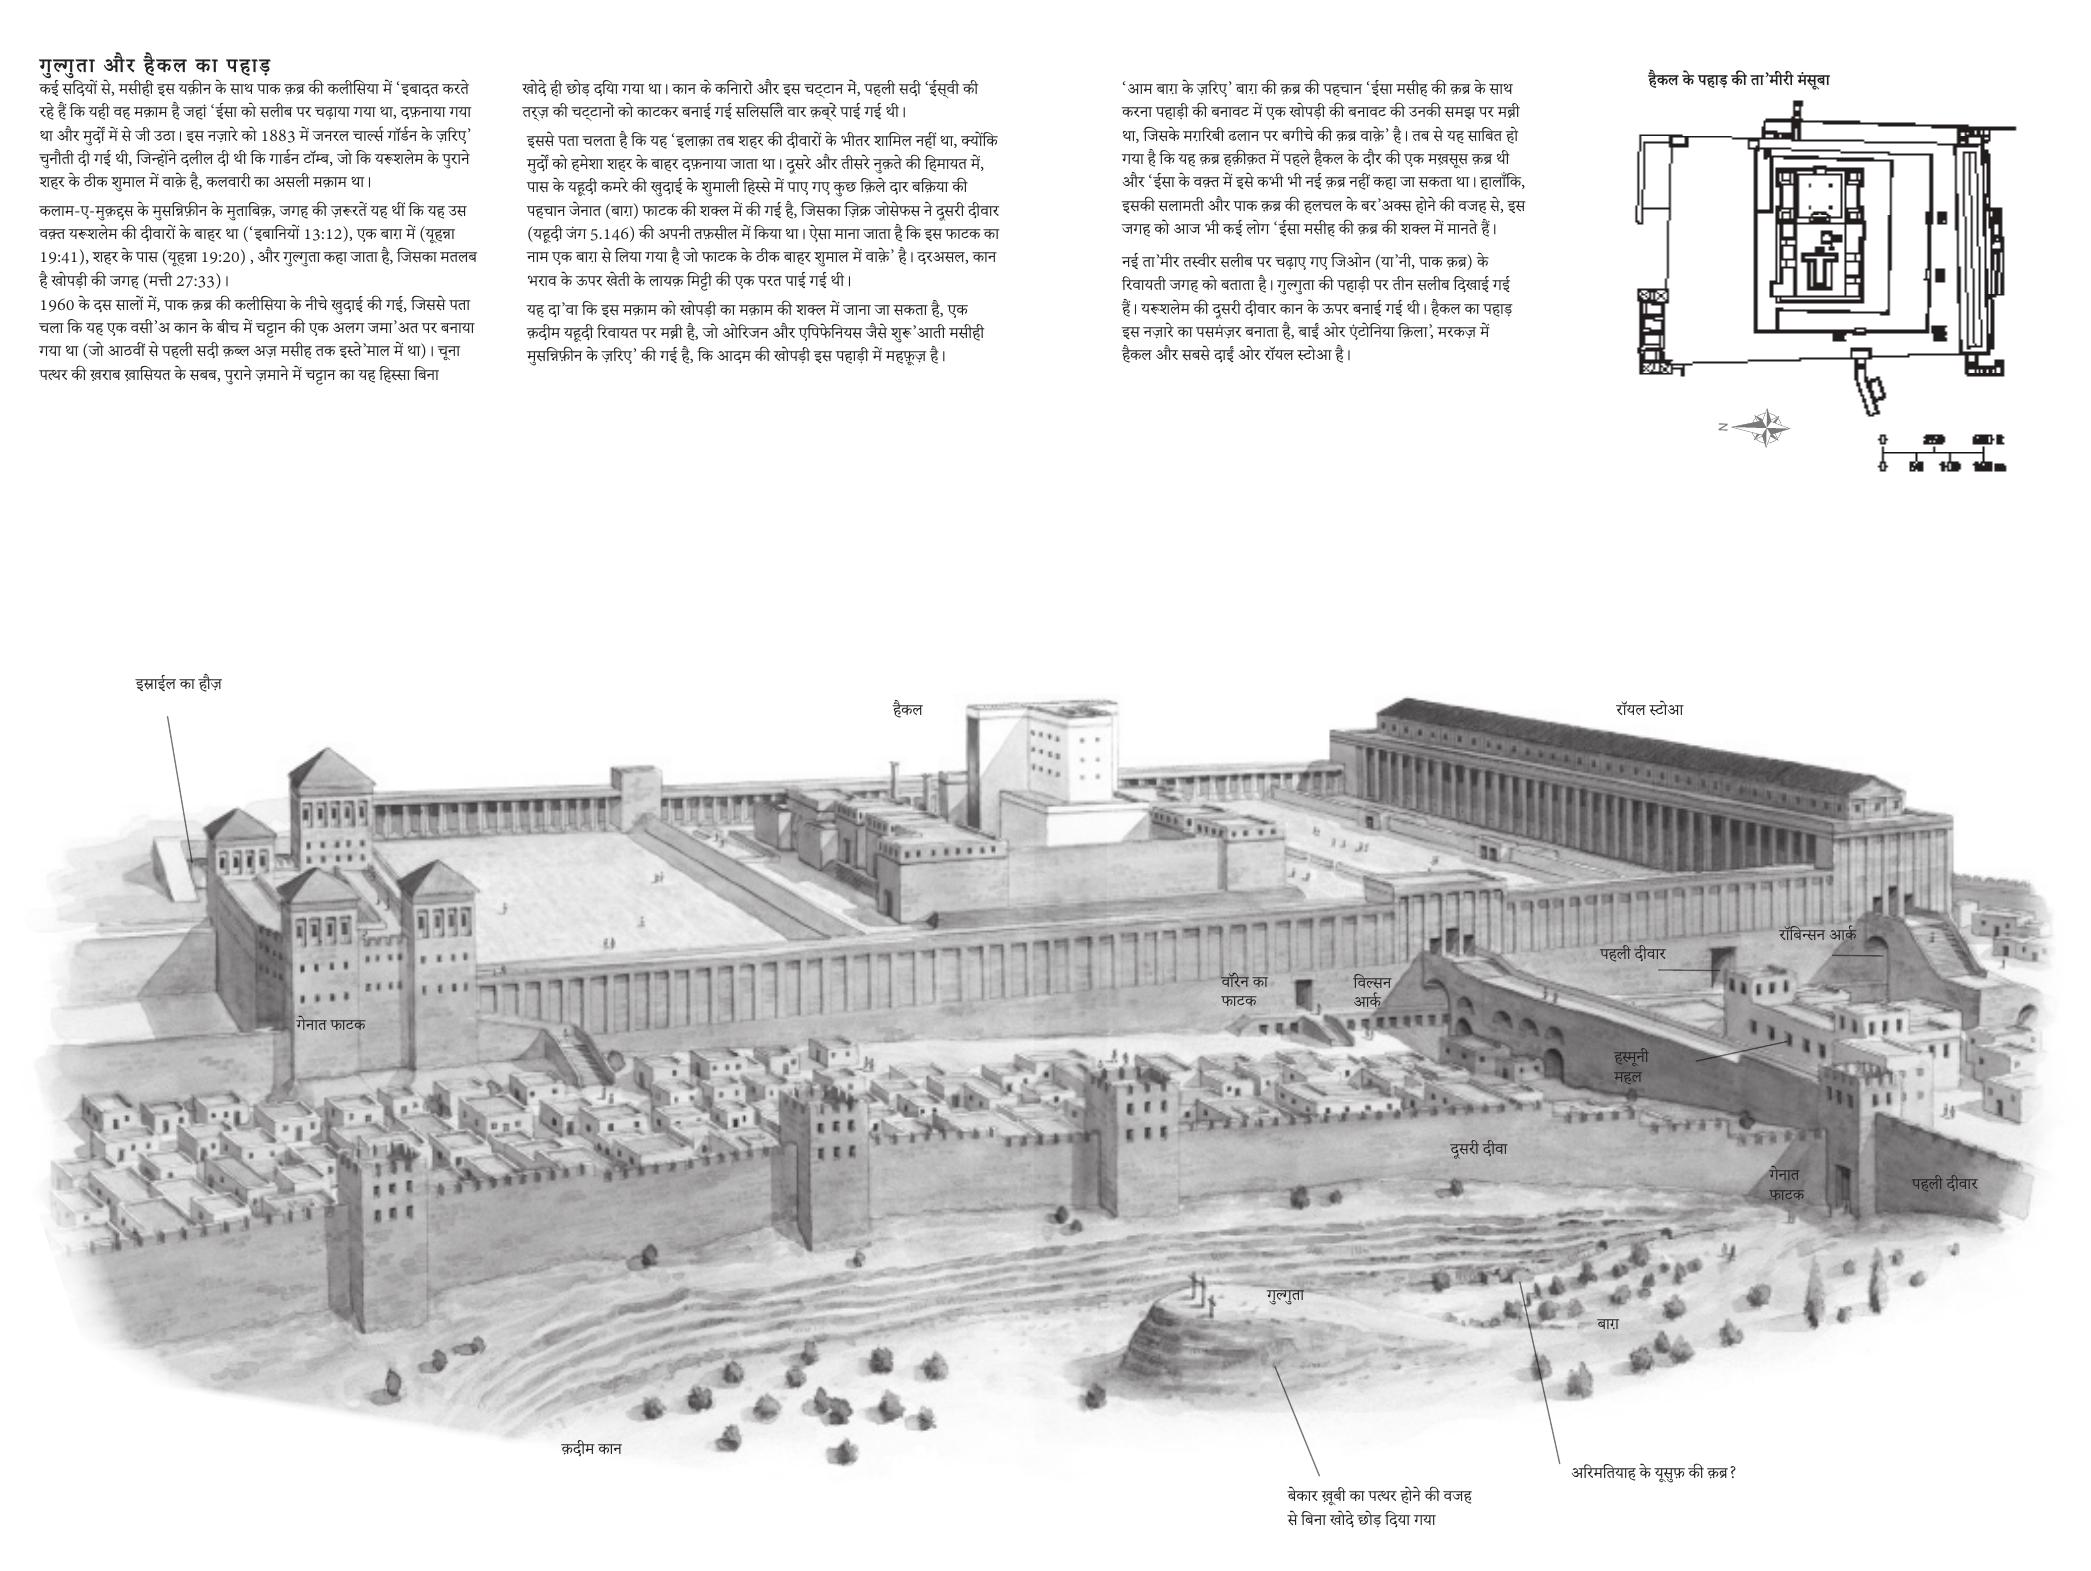 गुल्गुता और हैकल का पहाड़
कई सदियों से, मसीही इस यक़ीन के साथ पाक क़ब्र की कलीसिया में ‘इबादत करते
रहे हैं कि यही वह मक़ाम है जहां ‘ईसा को सलीब पर चढ़ाया गया था, दफ़नाया गया
था और मुर्दों में से जी उठा। इस नज़ारे को 1883 में जनरल चार्ल्स गॉर्डन के ज़रिए’
चुनौती दी गई थी, जिन्होंने दलील दी थी कि गार्डन टॉम्ब, जो कि यरूशलेम के पुराने
शहर के ठीक शुमाल में वाक़े है, कलवारी का असली मक़ाम था।
कलाम-ए-मुक़द्दस के मुसन्निफ़ीन के मुताबिक़, जगह की ज़रूरतें यह थीं कि यह उस
वक़्त यरूशलेम की दीवारों के बाहर था (‘इबानियों 13:12), एक बाग़ में (यूहन्ना
19:41), शहर के पास (यूहन्ना 19:20) , और गुल्गुता कहा जाता है, जिसका मतलब
है खोपड़ी की जगह (मत्ती 27:33)।
1960 के दस सालों में, पाक क़ब्र की कलीसिया के नीचे खुदाई की गई, जिससे पता
चला कि यह एक वसी’अ कान के बीच में चट्टान की एक अलग जमा’अत पर बनाया
गया था (जो आठवीं से पहली सदी क़ब्ल अज़ मसीह तक इस्ते’माल में था)। चूना
पत्थर की ख़राब ख़ासियत के सबब, पुराने ज़माने में चट्टान का यह हिस्सा बिना
खोदे ही छोड़ दिया गया था। कान के किनारों और इस चट्टान में, पहली सदी ‘ईस्वी की
तर्ज़ की चट्टानों को काटकर बनाई गई सिलसिले वार क़ब्रें पाई गई थी।
इससे पता चलता है कि यह ‘इलाक़ा तब शहर की दीवारों के भीतर शामिल नहीं था, क्योंकि
मुर्दों को हमेशा शहर के बाहर दफ़नाया जाता था। दूसरे और तीसरे नुक़ते की हिमायत में,
पास के यहूदी कमरे की खुदाई के शुमाली हिस्से में पाए गए कुछ क़िले दार बक़िया की
पहचान जेनात (बाग़) फाटक की शक्ल में की गई है, जिसका ज़िक्र जोसेफस ने दूसरी दीवार
(यहूदी जंग 5.146) की अपनी तफ़सील में किया था। ऐसा माना जाता है कि इस फाटक का
नाम एक बाग़ से लिया गया है जो फाटक के ठीक बाहर शुमाल में वाक़े’ है। दरअसल, कान
भराव के ऊपर खेती के लायक़ मिट्टी की एक परत पाई गई थी।
यह दा’वा कि इस मक़ाम को खोपड़ी का मक़ाम की शक्ल में जाना जा सकता है, एक
क़दीम यहूदी रिवायत पर मब्नी है, जो ओरिजन और एपिफेनियस जैसे शुरू’आती मसीही
मुसन्निफ़ीन के ज़रिए’ की गई है, कि आदम की खोपड़ी इस पहाड़ी में महफ़ूज़ है।
‘आम बाग़ के ज़रिए’ बाग़ की क़ब्र की पहचान ‘ईसा मसीह की क़ब्र के साथ
करना पहाड़ी की बनावट में एक खोपड़ी की बनावट की उनकी समझ पर मब्नी
था, जिसके मग़रिबी ढलान पर बगीचे की क़ब्र वाक़े’ है। तब से यह साबित हो
गया है कि यह क़ब्र हक़ीक़त में पहले हैकल के दौर की एक मख़सूस क़ब्र थी
और ‘ईसा के वक़्त में इसे कभी भी नई क़ब्र नहीं कहा जा सकता था। हालाँकि,
इसकी सलामती और पाक क़ब्र की हलचल के बर’अक्स होने की वजह से, इस
जगह को आज भी कई लोग ‘ईसा मसीह की क़ब्र की शक्ल में मानते हैं।
नई ता’मीर तस्वीर सलीब पर चढ़ाए गए जिओन (या’नी, पाक क़ब्र) के
रिवायती जगह को बताता है। गुल्गुता की पहाड़ी पर तीन सलीब दिखाई गई
हैं। यरूशलेम की दूसरी दीवार कान के ऊपर बनाई गई थी। हैकल का पहाड़
इस नज़ारे का पसमंज़र बनाता है, बाईं ओर एंटोनिया क़िला’, मरकज़ में
हैकल और सबसे दाईं ओर रॉयल स्टोआ है।
हैकल के पहाड़ की ता’मीरी मंसूबा
N
इस्राईल का हौज़
हैकल
रॉयल स्टोआ
रॉबिन्सन आर्क
पहली दीवार
वॉरेन का
फाटक
विल्सन
आर्क
गेनात फाटक
हस्मूनी
महल
दूसरी दीवा
गेनात
फाटक
पहली दीवार
गुल्गुता
बाग़
क़दीम कान
अरिमतियाह के यूसुफ़ की क़ब्र?
बेकार ख़ूबी का पत्थर होने की वजह
से बिना खोदे छोड़ दिया गया